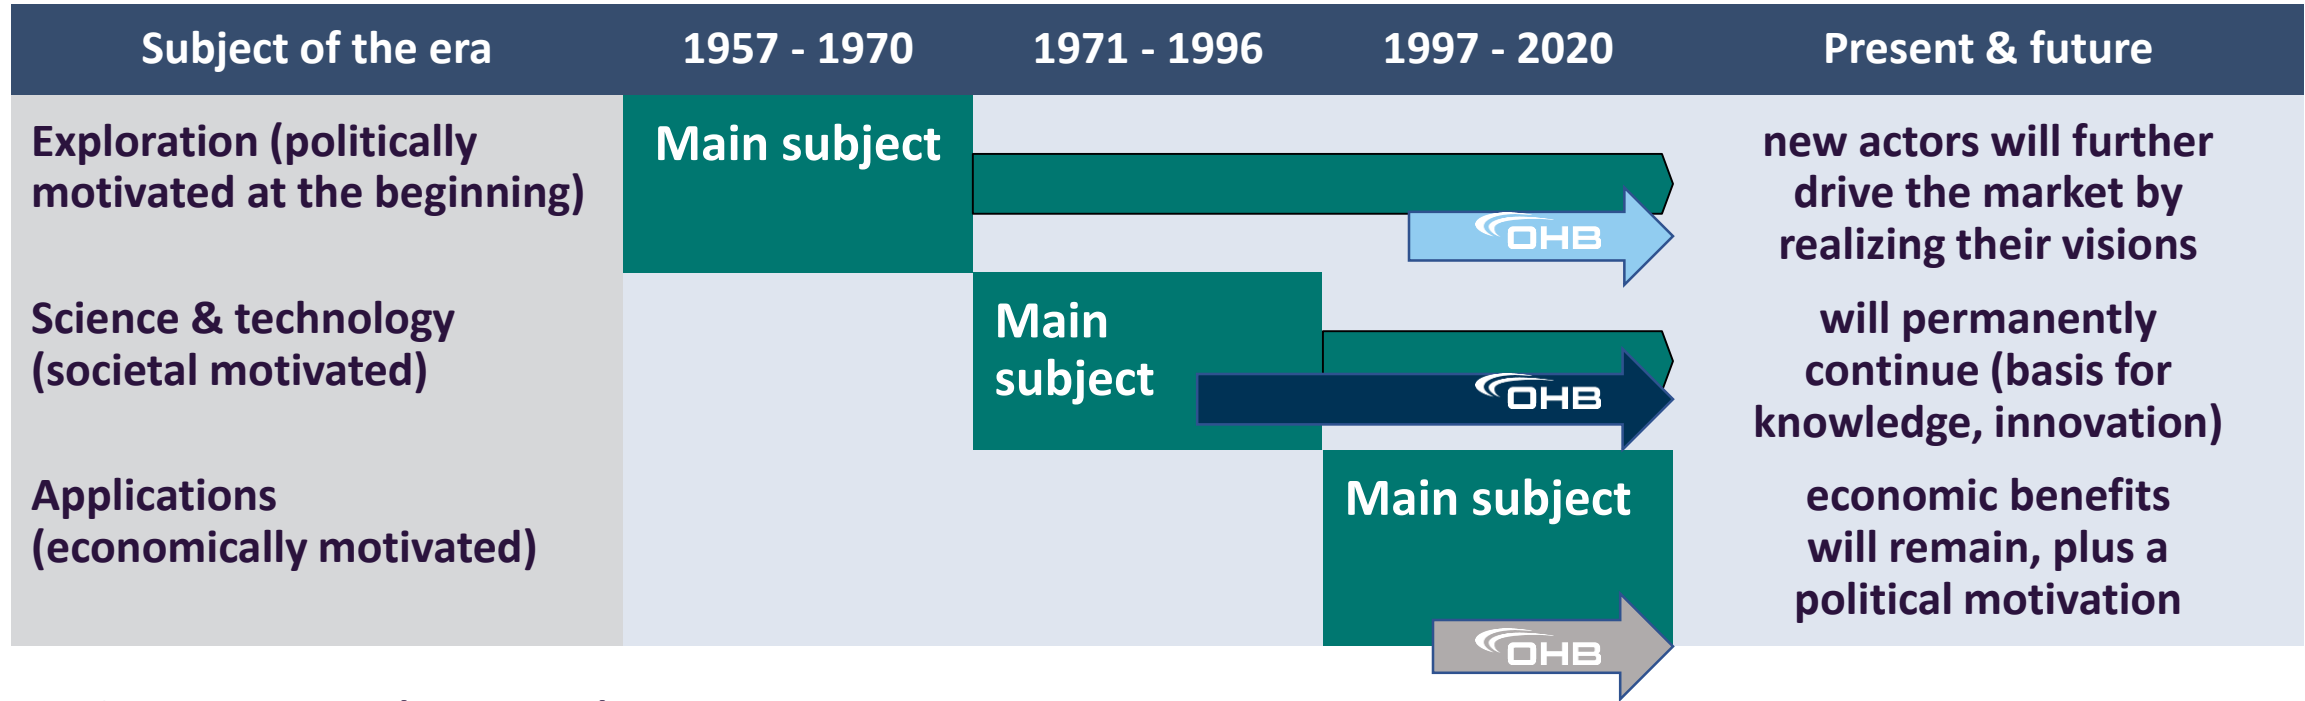 Subject of the era
1957 - 1970
1971 - 1996
1997 - 2020
Present & future
Exploration (politically
motivated at the beginning)
Main subject
OHB
new actors will further
drive the market by
realizing their visions
Science & technology
(societal motivated)
Main
subject
OHB
will permanently
continue (basis for
knowledge, innovation)
Applications
(economically motivated)
Main subject
OHB
economic benefits
will remain, plus a
political motivation